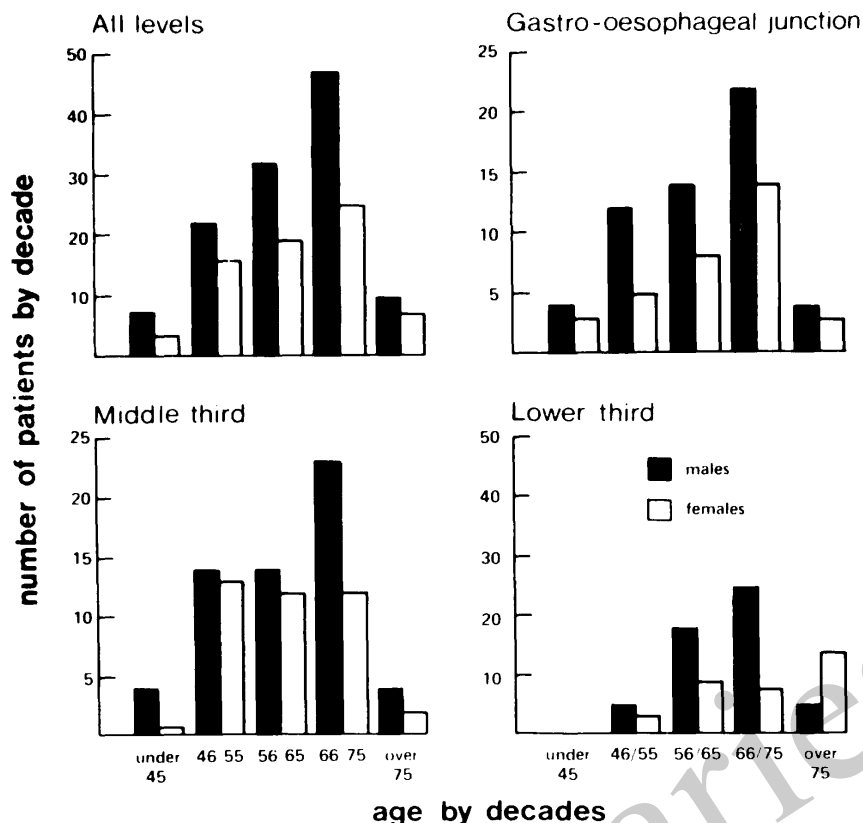 All levels
50
40
30
20
10
Gastro-oesophageal junction
25
20
15
10
5
number of patients by decade
Middle third
25
20
15
10
5
under 45
46 55
56 65
66 75
over 75
Lower third
50
40
30
20
10
males
females
under 45
46/55
56/65
66/75
over 75
age by decades